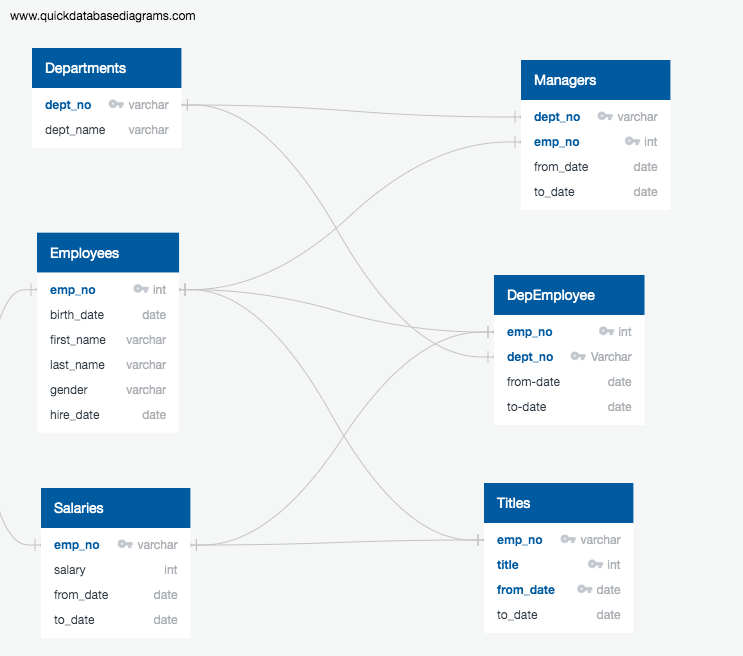 www.quickdatabasediagrams.com
Departments
dept_no varchar
dept_name varchar
Managers
dept_no varchar
emp_no int
from_date date
to_date date
Employees
emp_no int
birth_date date
first_name varchar
last_name varchar
gender varchar
hire_date date
DepEmployee
emp_no int
dept_no Varchar
from-date date
to-date date
Salaries
emp_no varchar
salary int
from_date date
to_date date
Titles
emp_no varchar
title int
from_date date
to_date date